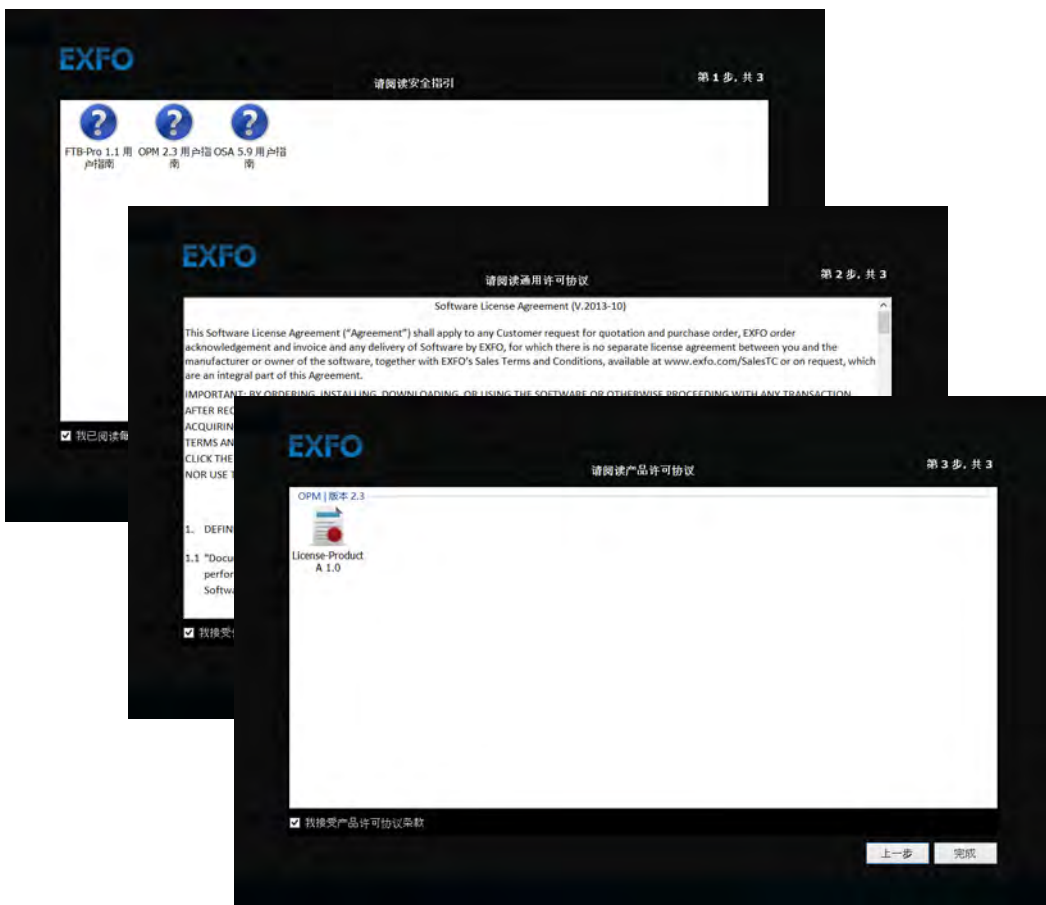 EXFO
请阅读安全指引
第 1 步, 共 3
FTB-Pro 1.1 用
户指南
OPM 2.3 用户指
南
OSA 5.9 用户指
南
我已阅读每
EXFO
请阅读通用许可协议
第 2 步, 共 3
Software License Agreement (V.2013-10)
This Software License Agreement (“Agreement”) shall apply to any Customer request for quotation and purchase order, EXFO order
acknowledgement and invoice and any delivery of Software by EXFO, for which there is no separate license agreement between you and the
manufacturer or owner of the software, together with EXFO's Sales Terms and Conditions, available at www.exfo.com/SalesTC or on request, which
are an integral part of this Agreement.
IMPORTANT: BY ORDERING, INSTALLING, DOWNLOADING, OR USING THE SOFTWARE OR OTHERWISE PROCEEDING WITH ANY TRANSACTION
AFTER REC
ACQUIRIN
TERMS AN
CLICK THE
NOR USE T
1. DEFIN
1.1 "Docu
perfor
Softwa
我接受
EXFO
请阅读产品许可协议
第 3 步, 共 3
OPM | 版本 2.3
License-Product
A 1.0
我接受产品许可协议条款
上一步
完成